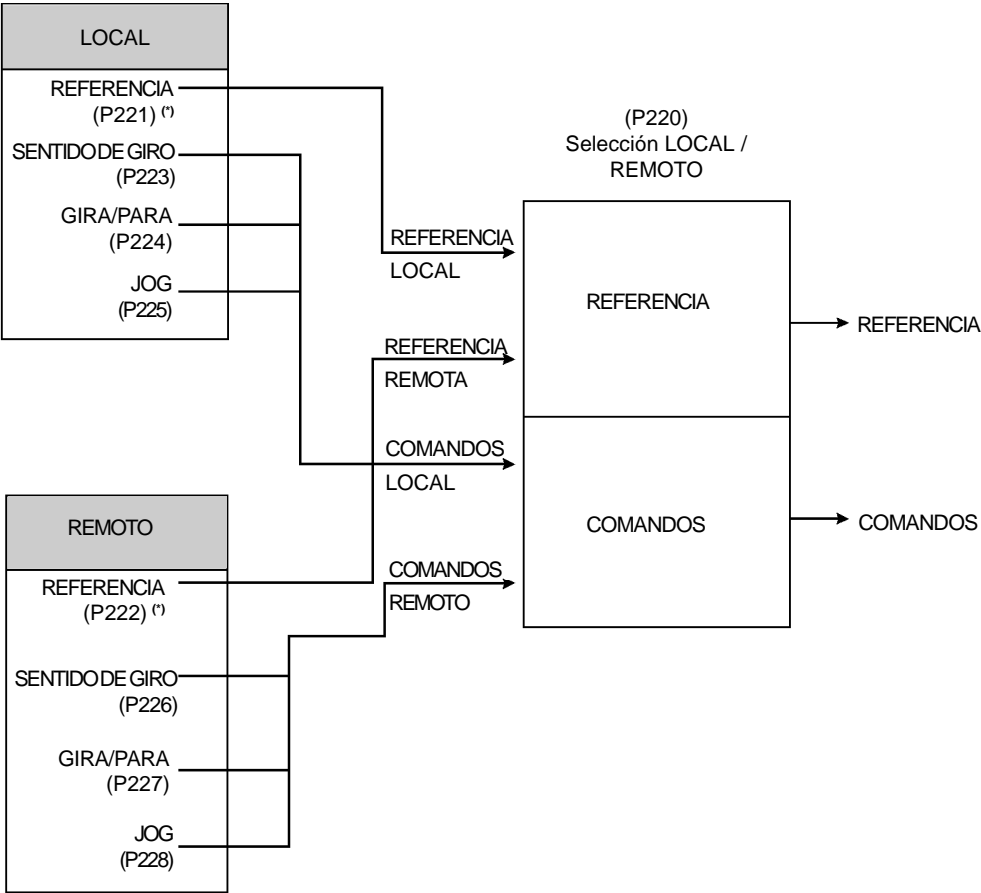 LOCAL
REFERENCIA
(P221) (*)
SENTIDO DE GIRO
(P223)
GIRA/PARA
(P224)
JOG
(P225)
(P220)
Selección LOCAL /
REMOTO
REFERENCIA
LOCAL
REFERENCIA
REFERENCIA
REFERENCIA
REMOTA
COMANDOS
LOCAL
COMANDOS
COMANDOS
COMANDOS
REMOTO
REMOTO
REFERENCIA
(P222) (*)
SENTIDO DE GIRO
(P226)
GIRA/PARA
(P227)
JOG
(P228)